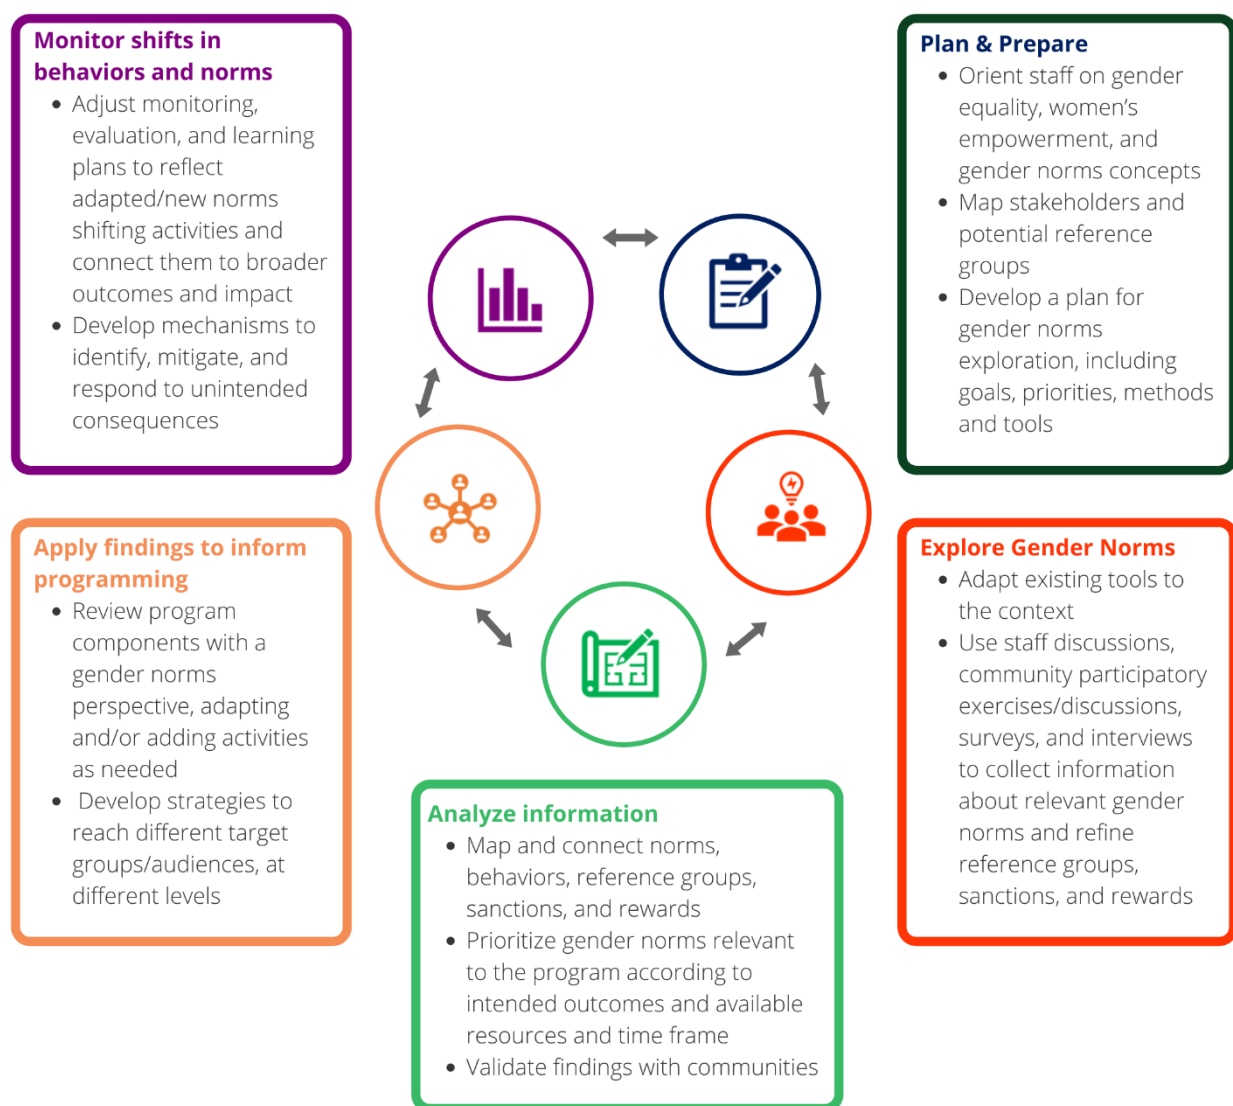 Monitor shifts in
behaviors and norms
• Adjust monitoring,
evaluation, and learning
plans to reflect
adapted/new norms
shifting activities and
connect them to broader
outcomes and impact
• Develop mechanisms to
identify, mitigate, and
respond to unintended
consequences
Plan & Prepare
• Orient staff on gender
equality, women’s
empowerment, and
gender norms concepts
• Map stakeholders and
potential reference
groups
• Develop a plan for
gender norms
exploration, including
goals, priorities, methods
and tools
Apply findings to inform
programming
• Review program
components with a
gender norms
perspective, adapting
and/or adding activities
as needed
• Develop strategies to
reach different target
groups/audiences, at
different levels
Explore Gender Norms
• Adapt existing tools to
the context
• Use staff discussions,
community participatory
exercises/discussions,
surveys, and interviews
to collect information
about relevant gender
norms and refine
reference groups,
sanctions, and rewards
Analyze information
• Map and connect norms,
behaviors, reference groups,
sanctions, and rewards
• Prioritize gender norms relevant
to the program according to
intended outcomes and available
resources and time frame
• Validate findings with communities